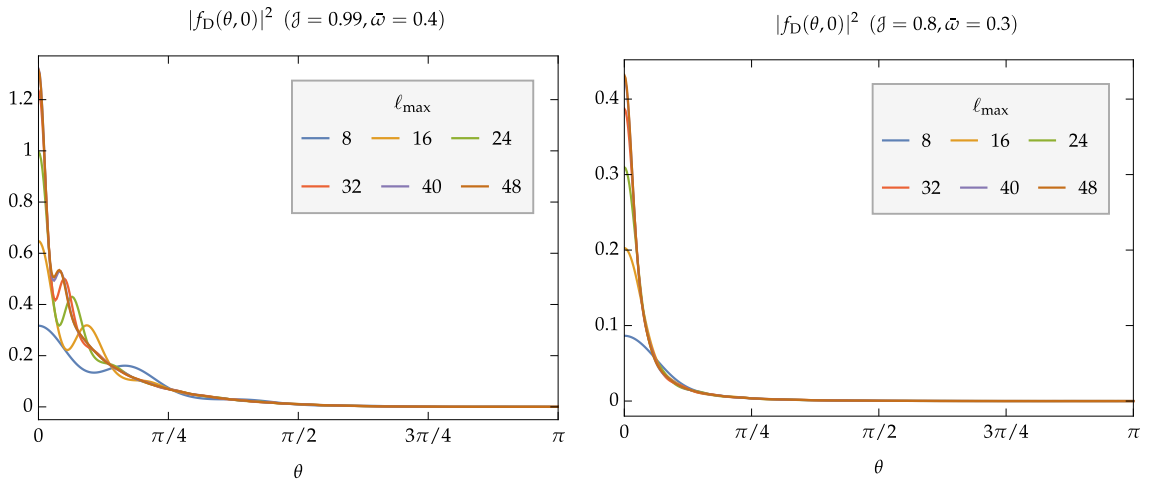 |f_D(θ,0)|² (𝒥 = 0.99, ω̄ = 0.4)
1.2
1
0.8
0.6
0.4
0.2
0
ℓ_max
8 16 24
32 40 48
0 π/4 π/2 3π/4 π
θ
|f_D(θ,0)|² (𝒥 = 0.8, ω̄ = 0.3)
0.4
0.3
0.2
0.1
0
ℓ_max
8 16 24
32 40 48
0 π/4 π/2 3π/4 π
θ